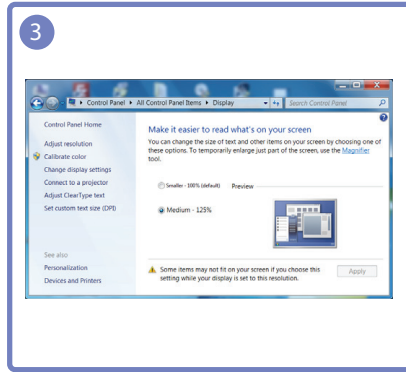 3
Control Panel ▸ All Control Panel Items ▸ Display
Search Control Panel
Control Panel Home
Adjust resolution
Calibrate color
Change display settings
Connect to a projector
Adjust ClearType text
Set custom text size (DPI)
See also
Personalization
Devices and Printers
Make it easier to read what's on your screen
You can change the size of text and other items on your screen by choosing one of
these options. To temporarily enlarge just part of the screen, use the Magnifier
tool.
Smaller - 100% (default)
Preview
Medium - 125%
Some items may not fit on your screen if you choose this
setting while your display is set to this resolution.
Apply